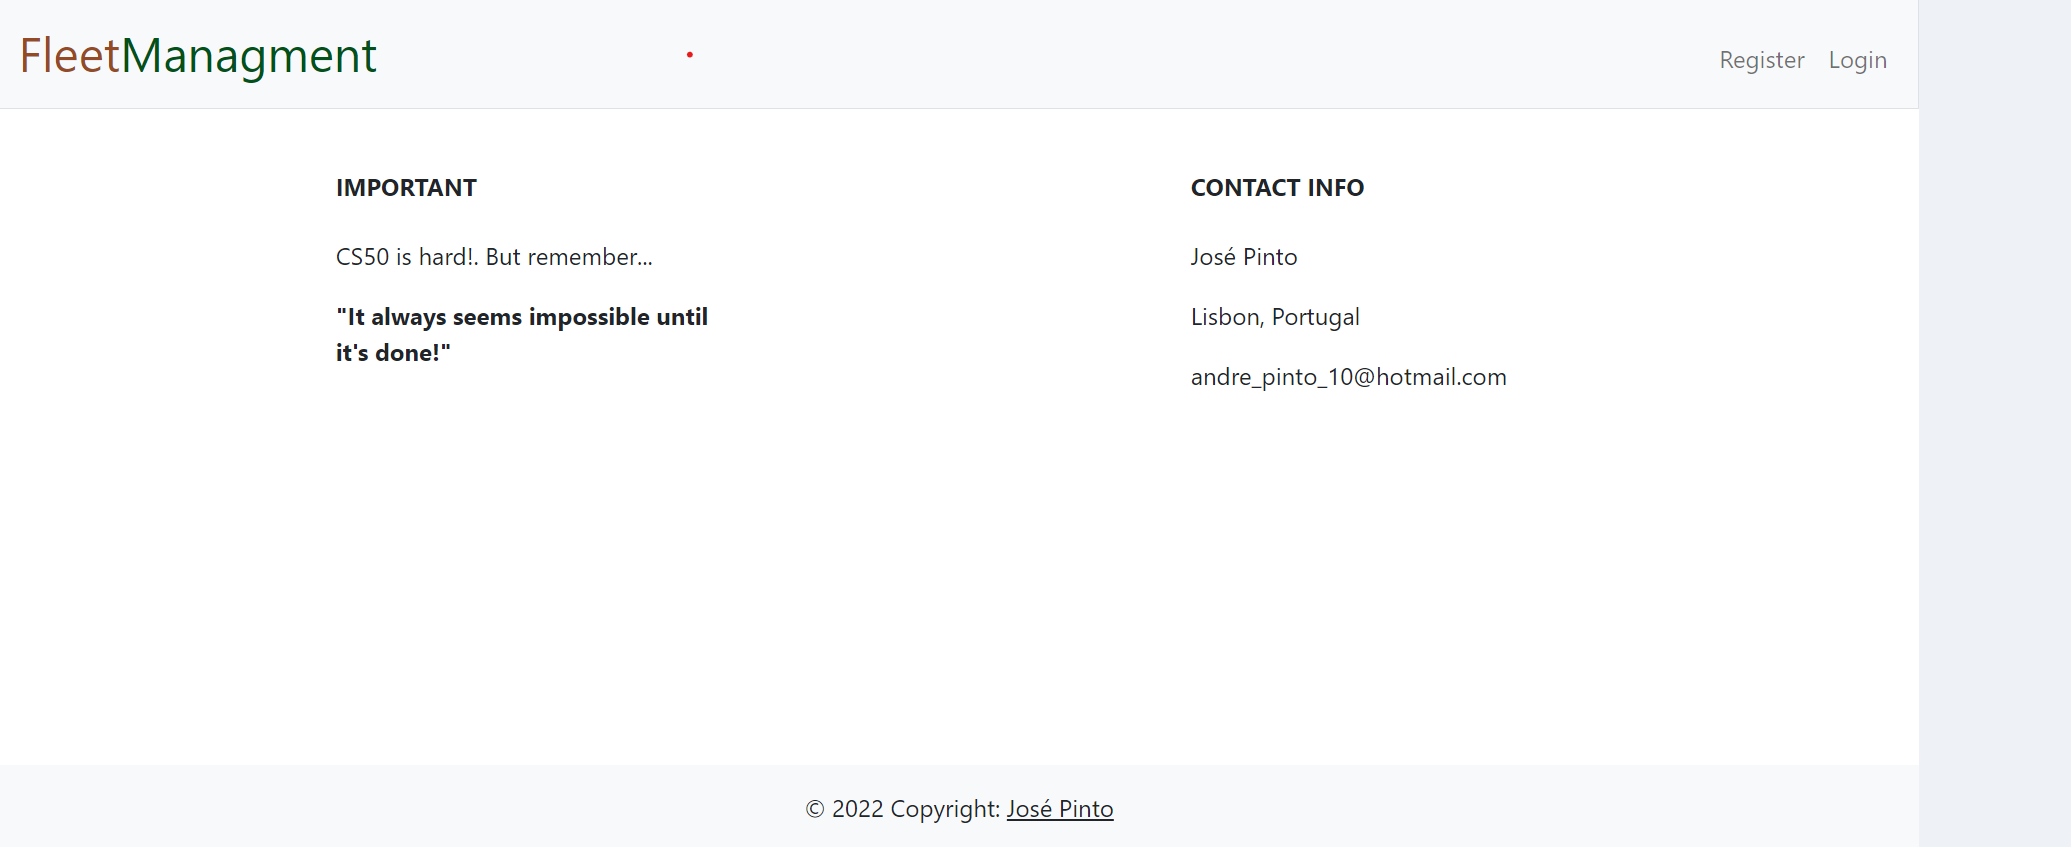 FleetManagment
Register Login
IMPORTANT
CS50 is hard!. But remember...
"It always seems impossible until
it's done!"
CONTACT INFO
José Pinto
Lisbon, Portugal
andre_pinto_10@hotmail.com
© 2022 Copyright: José Pinto